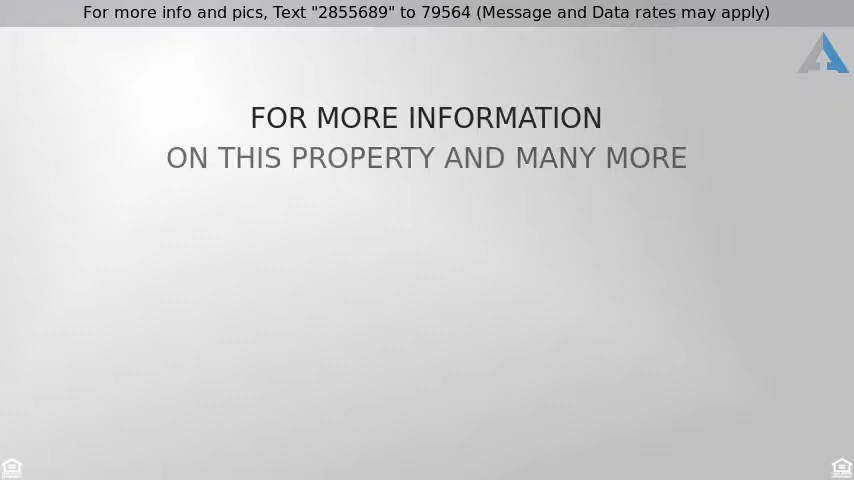 For more info and pics, Text "2855689" to 79564 (Message and Data rates may apply)
FOR MORE INFORMATION
ON THIS PROPERTY AND MANY MORE